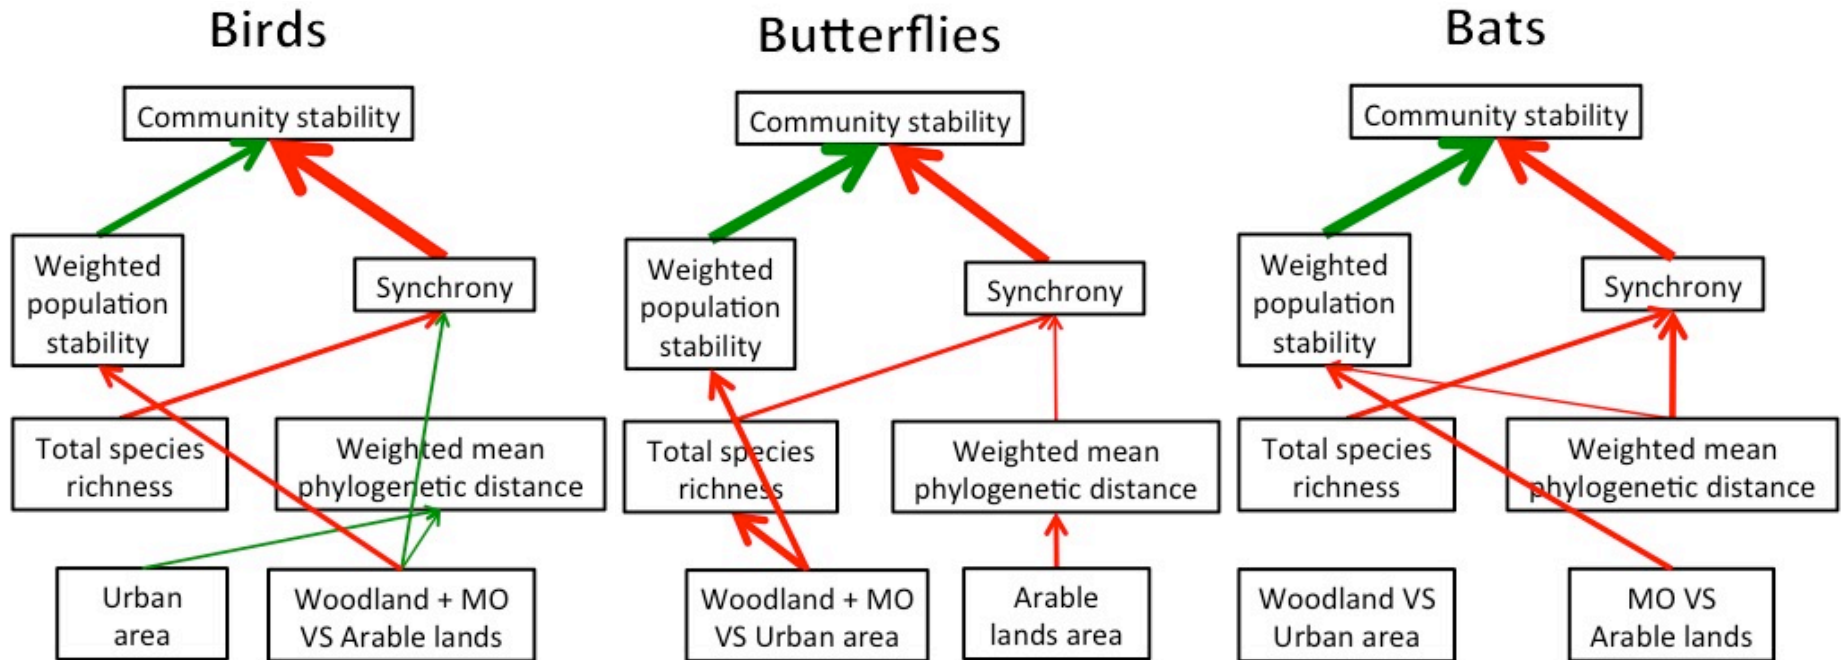 Birds
Community stability
Weighted
population
stability
Synchrony
Total species
richness
Weighted mean
phylogenetic distance
Urban
area
Woodland + MO
VS Arable lands
Butterflies
Community stability
Weighted
population
stability
Synchrony
Total species
richness
Weighted mean
phylogenetic distance
Woodland + MO
VS Urban area
Arable
lands area
Bats
Community stability
Weighted
population
stability
Synchrony
Total species
richness
Weighted mean
phylogenetic distance
Woodland VS
Urban area
MO VS
Arable lands